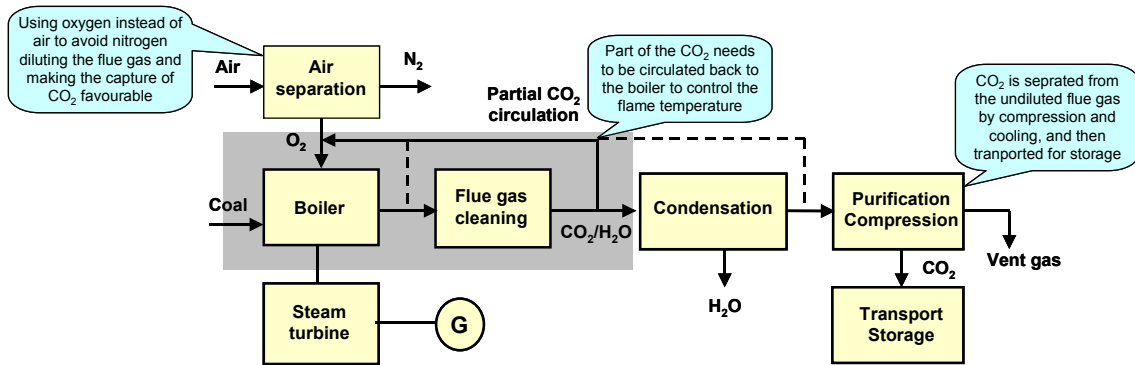 Using oxygen instead of
air to avoid nitrogen
diluting the flue gas and
making the capture of
CO₂ favourable
Air
Air
separation
N₂
Part of the CO₂ needs
to be circulated back to
the boiler to control the
flame temperature
CO₂ is seprated from
the undiluted flue gas
by compression and
cooling, and then
tranported for storage
Partial CO₂
circulation
O₂
Coal
Boiler
Flue gas
cleaning
CO₂/H₂O
Condensation
Purification
Compression
Vent gas
CO₂
H₂O
Steam
turbine
G
Transport
Storage